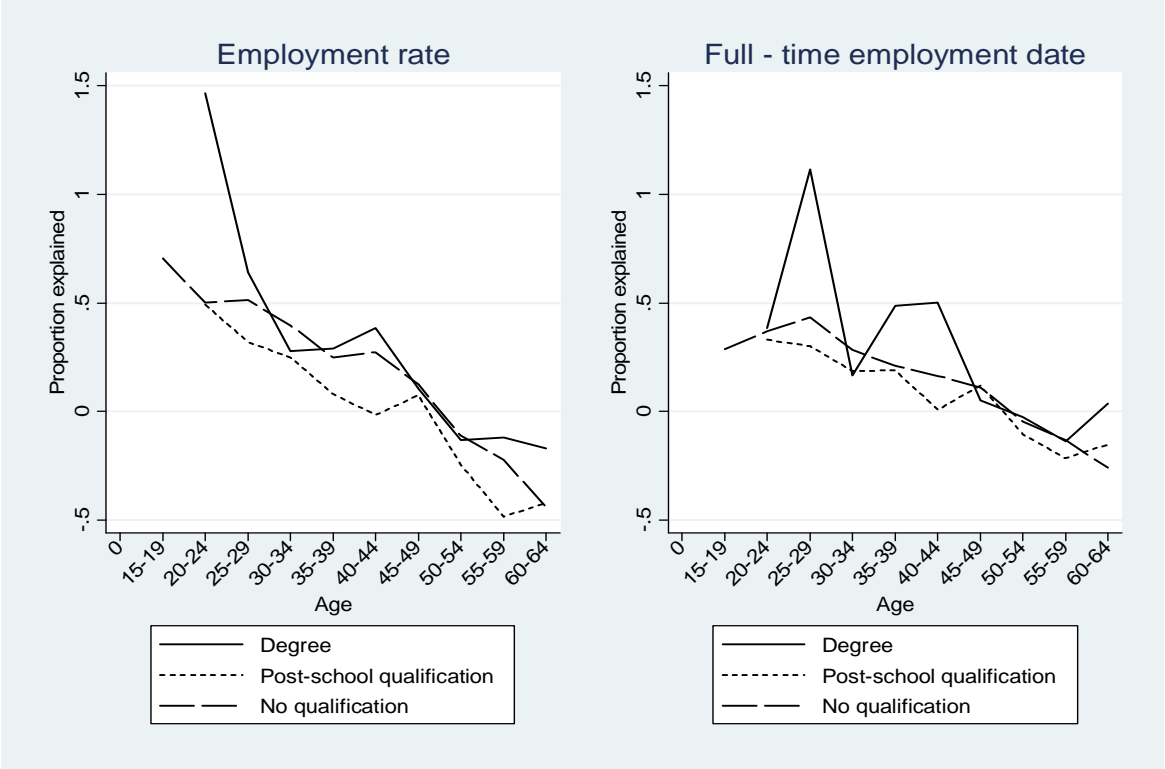 Employment rate
Proportion explained
1.5
1
.5
0
-.5
0
15-19
20-24
25-29
30-34
35-39
40-44
45-49
50-54
55-59
60-64
Age
Degree
Post-school qualification
No qualification
Full - time employment date
Proportion explained
1.5
1
.5
0
-.5
0
15-19
20-24
25-29
30-34
35-39
40-44
45-49
50-54
55-59
60-64
Age
Degree
Post-school qualification
No qualification